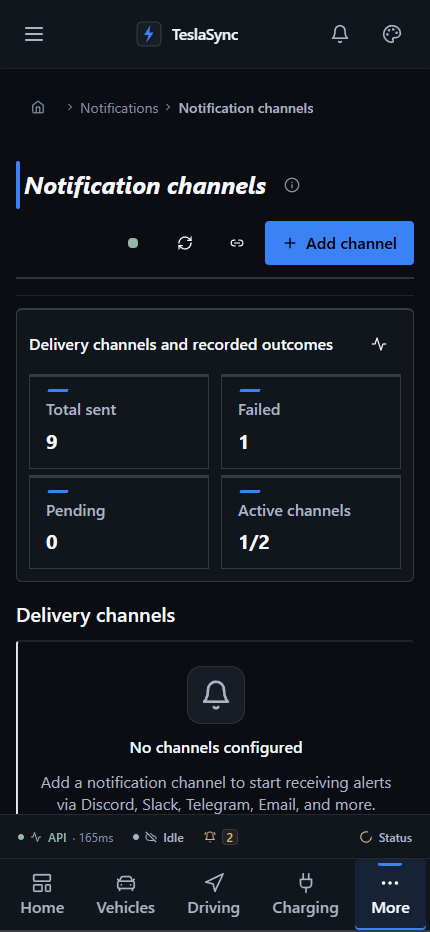 TeslaSync
Notifications
Notification channels
Notification channels
Add channel
Delivery channels and recorded outcomes
Total sent
9
Failed
1
Pending
0
Active channels
1/2
Delivery channels
No channels configured
Add a notification channel to start receiving alerts
via Discord, Slack, Telegram, Email, and more.
API · 165ms
Idle
2
Status
Home
Vehicles
Driving
Charging
More